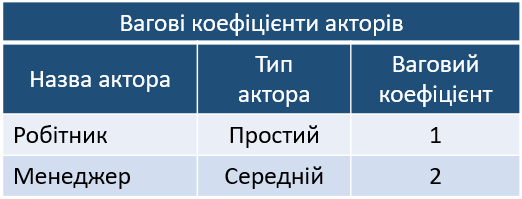 Вагові коефіцієнти акторів
Назва актора
Тип
актора
Ваговий
коефіцієнт
Робітник
Простий
1
Менеджер
Середній
2